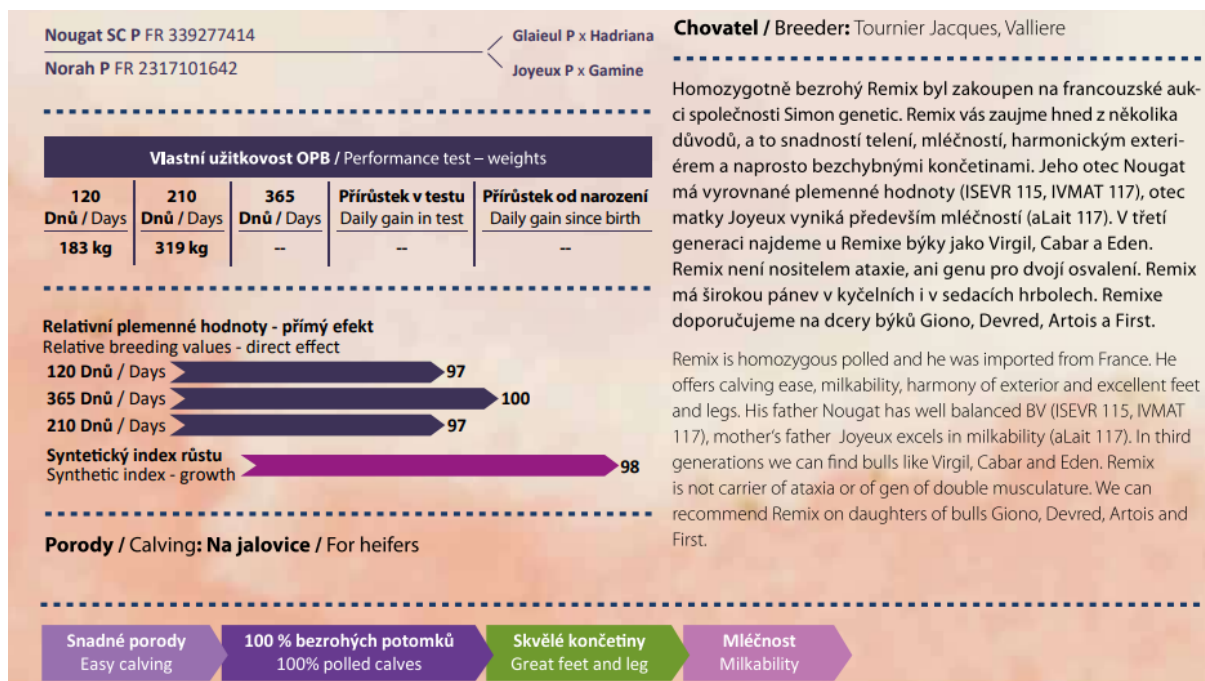 Nougat SC P FR 339277414
Glaieul P x Hadriana
Norah P FR 2317101642
Joyeux P x Gamine
Vlastní užitkovost OPB / Performance test – weights
120 210 365 Přírůstek v testu Přírůstek od narození
Dnů / Days Dnů / Days Dnů / Days Daily gain in test Daily gain since birth
183 kg 319 kg -- -- --
Relativní plemenné hodnoty - přímý efekt
Relative breeding values - direct effect
120 Dnů / Days 97
365 Dnů / Days 100
210 Dnů / Days 97
Syntetický index růstu
Synthetic index - growth 98
Porody / Calving: Na jalovice / For heifers
Chovatel / Breeder: Tournier Jacques, Valliere
Homozygotně bezrohý Remix byl zakoupen na francouzské auk-
ci společnosti Simon genetic. Remix vás zaujme hned z několika
důvodů, a to snadností telení, mléčností, harmonickým exteri-
érem a naprosto bezchybnými končetinami. Jeho otec Nougat
má vyrovnané plemenné hodnoty (ISEVR 115, IVMAT 117), otec
matky Joyeux vyniká především mléčností (aLait 117). V třetí
generaci najdeme u Remixe býky jako Virgil, Cabar a Eden.
Remix není nositelem ataxie, ani genu pro dvojí osvalení. Remix
má širokou pánev v kyčelních i v sedacích hrbolech. Remixe
doporučujeme na dcery býků Giono, Devred, Artois a First.
Remix is homozygous polled and he was imported from France. He
offers calving ease, milkability, harmony of exterior and excellent feet
and legs. His father Nougat has well balanced BV (ISEVR 115, IVMAT
117), mother's father Joyeux excels in milkability (aLait 117). In third
generations we can find bulls like Virgil, Cabar and Eden. Remix
is not carrier of ataxia or of gen of double musculature. We can
recommend Remix on daughters of bulls Giono, Devred, Artois and
First.
Snadné porody 100 % bezrohých potomků Skvělé končetiny Mléčnost
Easy calving 100% polled calves Great feet and leg Milkability